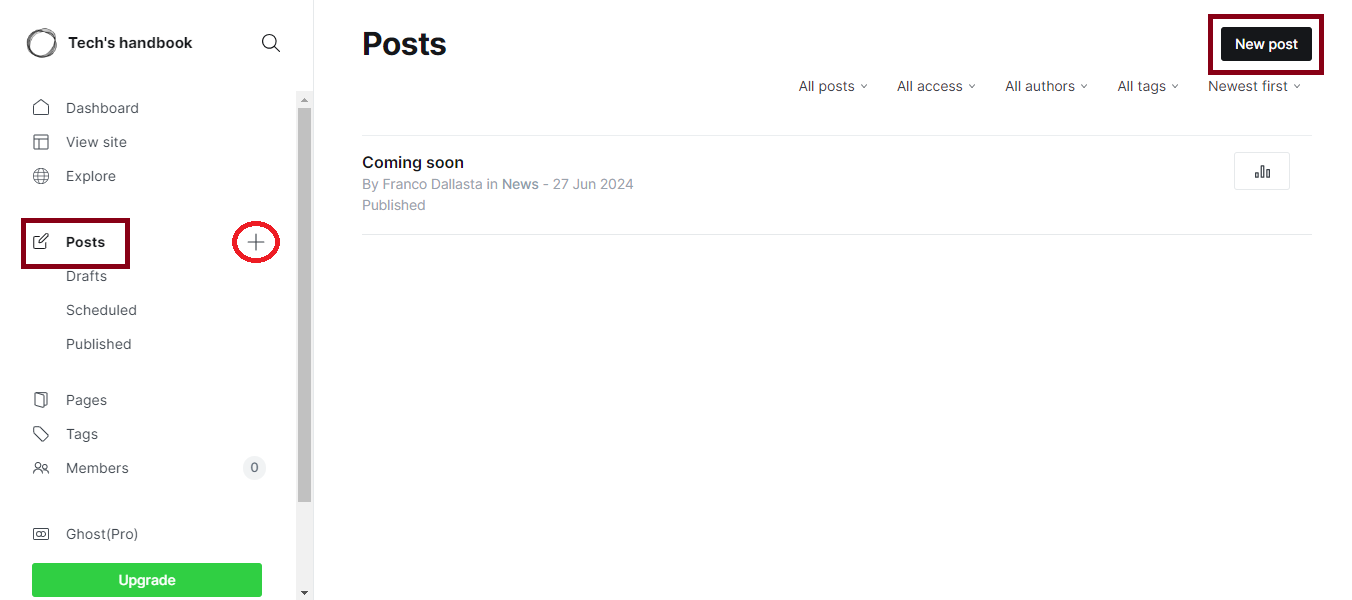 Tech's handbook
Dashboard
View site
Explore
Posts
Drafts
Scheduled
Published
Pages
Tags
Members 0
Ghost(Pro)
Upgrade
Posts
New post
All posts All access All authors All tags Newest first
Coming soon
By Franco Dallasta in News - 27 Jun 2024
Published